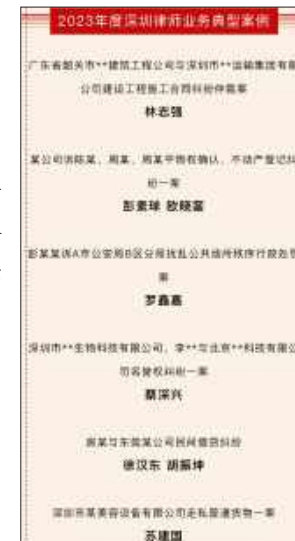 2023年度深圳律师业务典型案例
广东省韶关市**建筑工程公司与深圳市**运输集团有限
公司建设工程施工合同纠纷仲裁案
林志强
某公司诉陈某、周某、周某平物权确认、不动产登记纠
纷一案
彭素球 欧晓
彭某某诉A市公安局B区分局扰乱公共场所秩序行政处罚
案
罗嘉
深圳市**生物科技有限公司、李**与北京**科技有限公
司名誉权纠纷一案
蔡深兴
某与东莞某公司民间借贷纠纷
徐汉东 胡振坤
深圳市某美容设备有限公司走私普通货物一案
苏建国